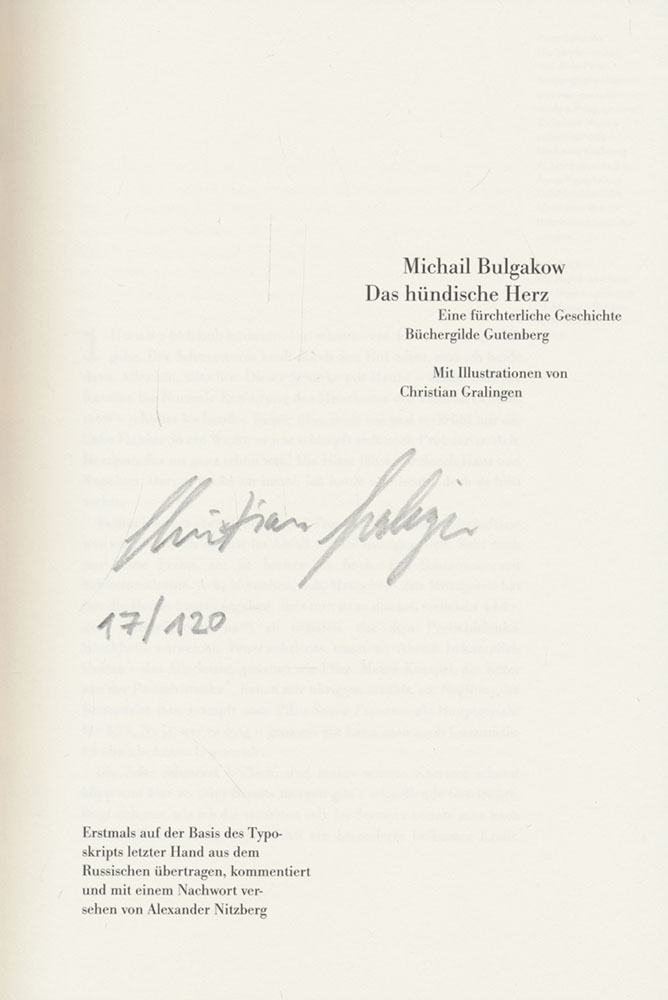 Michail Bulgakow
Das hündische Herz
Eine fürchterliche Geschichte
Büchergilde Gutenberg
Mit Illustrationen von
Christian Gralingen
Christian Gralingen
17/120
Erstmals auf der Basis des Typo-
skripts letzter Hand aus dem
Russischen übertragen, kommentiert
und mit einem Nachwort ver-
sehen von Alexander Nitzberg